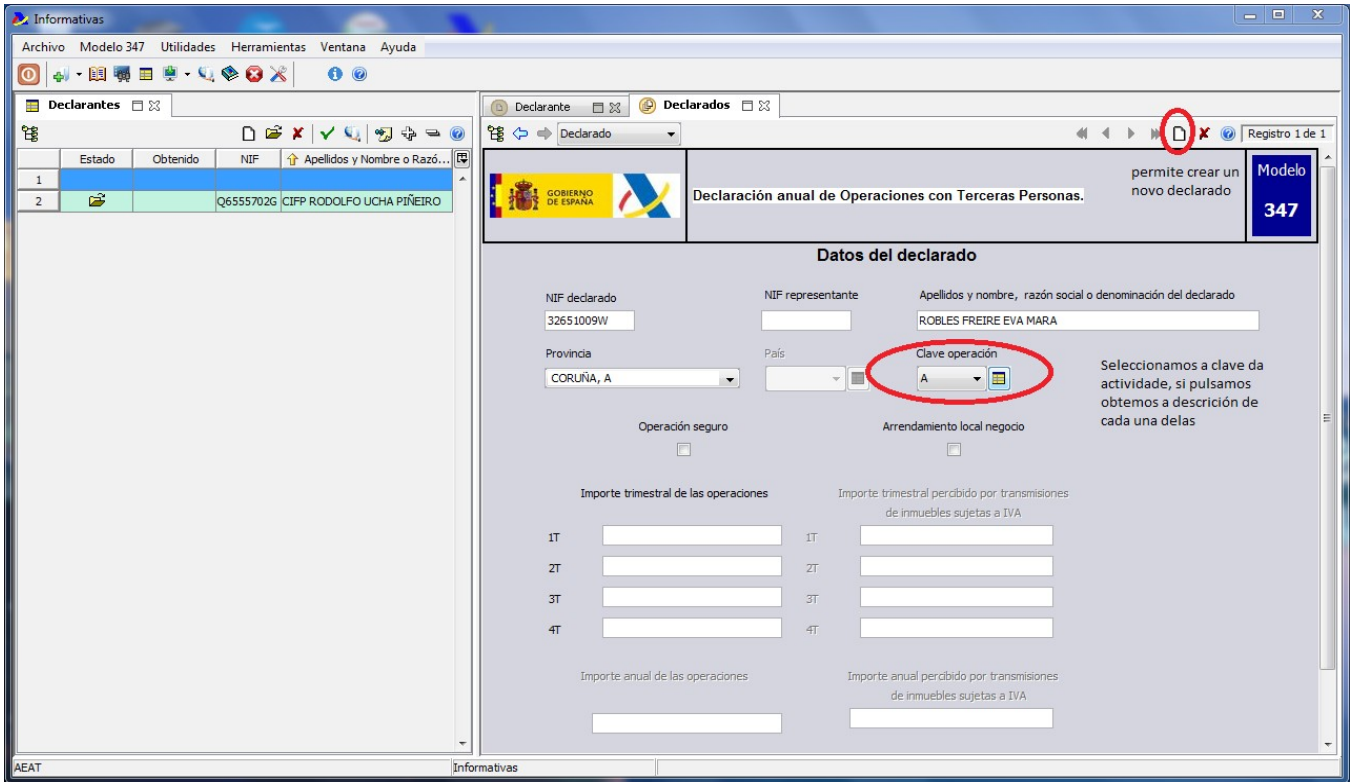 Informativas
Archivo Modelo 347 Utilidades Herramientas Ventana Ayuda
Declarantes
Estado Obtenido NIF Apellidos y Nombre o Razó...
1
2 Q6555702G CIFP RODOLFO UCHA PIÑEIRO
Declarante Declarados
Declarado Registro 1 de 1
GOBIERNO
DE ESPAÑA
Declaración anual de Operaciones con Terceras Personas.
permite crear un
novo declarado
Modelo
347
Datos del declarado
NIF declarado NIF representante Apellidos y nombre, razón social o denominación del declarado
32651009W ROBLES FREIRE EVA MARA
Provincia País Clave operación
CORUÑA, A A
Seleccionamos a clave da
actividade, si pulsamos
obtemos a descrición de
cada una delas
Operación seguro Arrendamiento local negocio
Importe trimestral de las operaciones
Importe trimestral percibido por transmisiones
de inmuebles sujetas a IVA
1T 1T
2T 2T
3T 3T
4T 4T
Importe anual de las operaciones
Importe anual percibido por transmisiones
de inmuebles sujetas a IVA
AEAT Informativas